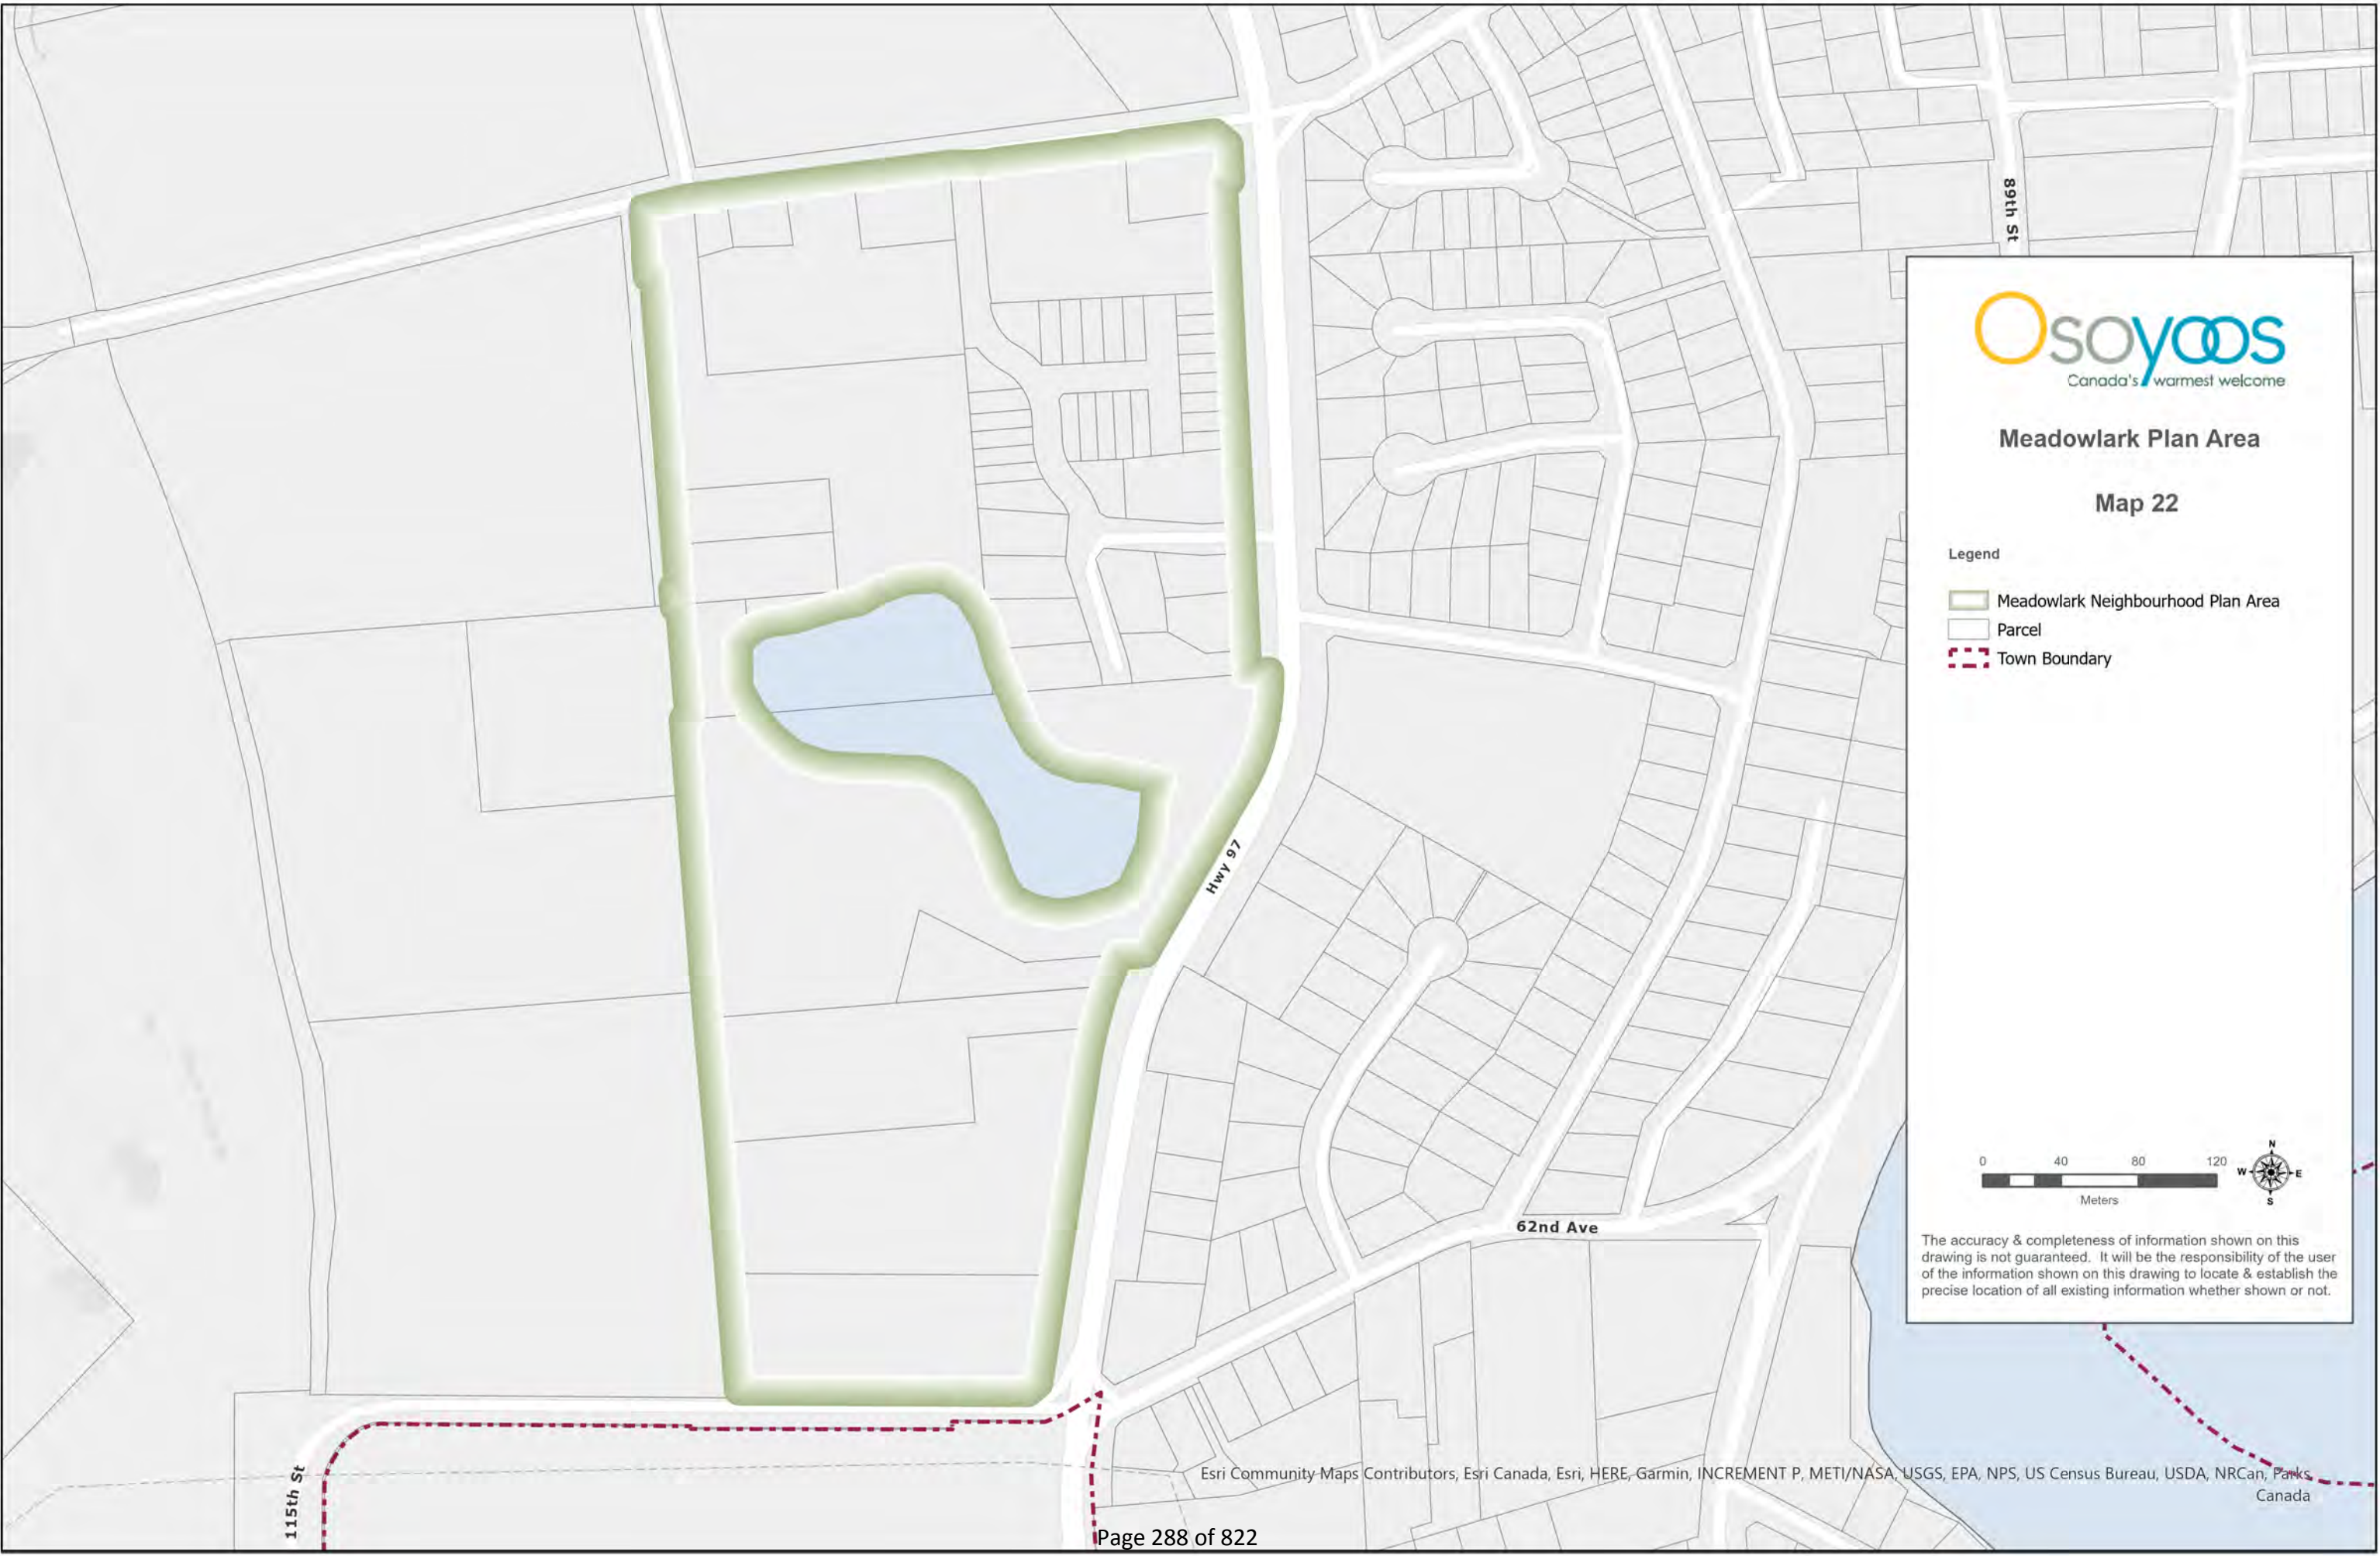 89th St
Osoyoos
Canada's warmest welcome
Meadowlark Plan Area
Map 22
Legend
Meadowlark Neighbourhood Plan Area
Parcel
Town Boundary
Hwy 97
N
0 40 80 120
W E
S
Meters
62nd Ave
The accuracy & completeness of information shown on this
drawing is not guaranteed. It will be the responsibility of the user
of the information shown on this drawing to locate & establish the
precise location of all existing information whether shown or not.
115th St
Esri Community Maps Contributors, Esri Canada, Esri, HERE, Garmin, INCREMENT P, METI/NASA, USGS, EPA, NPS, US Census Bureau, USDA, NRCan, Parks
Canada
Page 288 of 822